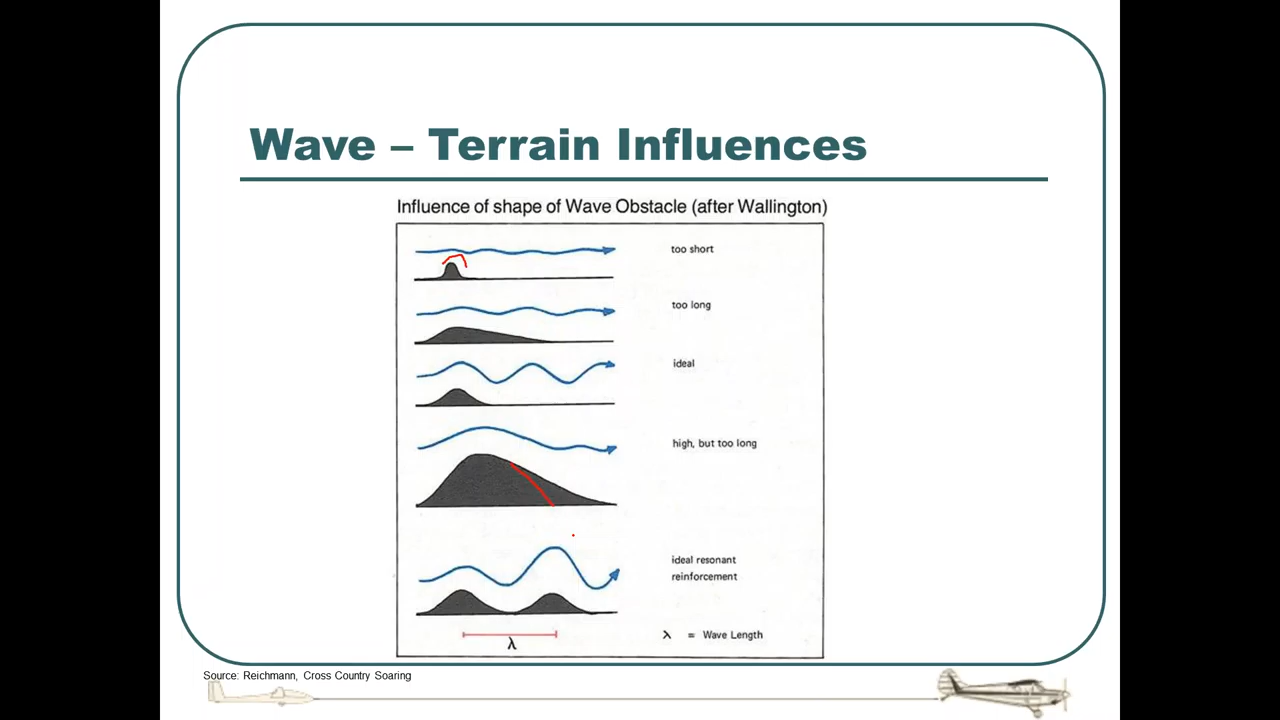 Wave – Terrain Influences
Influence of shape of Wave Obstacle (after Wallington)
too short
too long
ideal
high, but too long
ideal resonant
reinforcement
λ
λ = Wave Length
Source: Reichmann, Cross Country Soaring